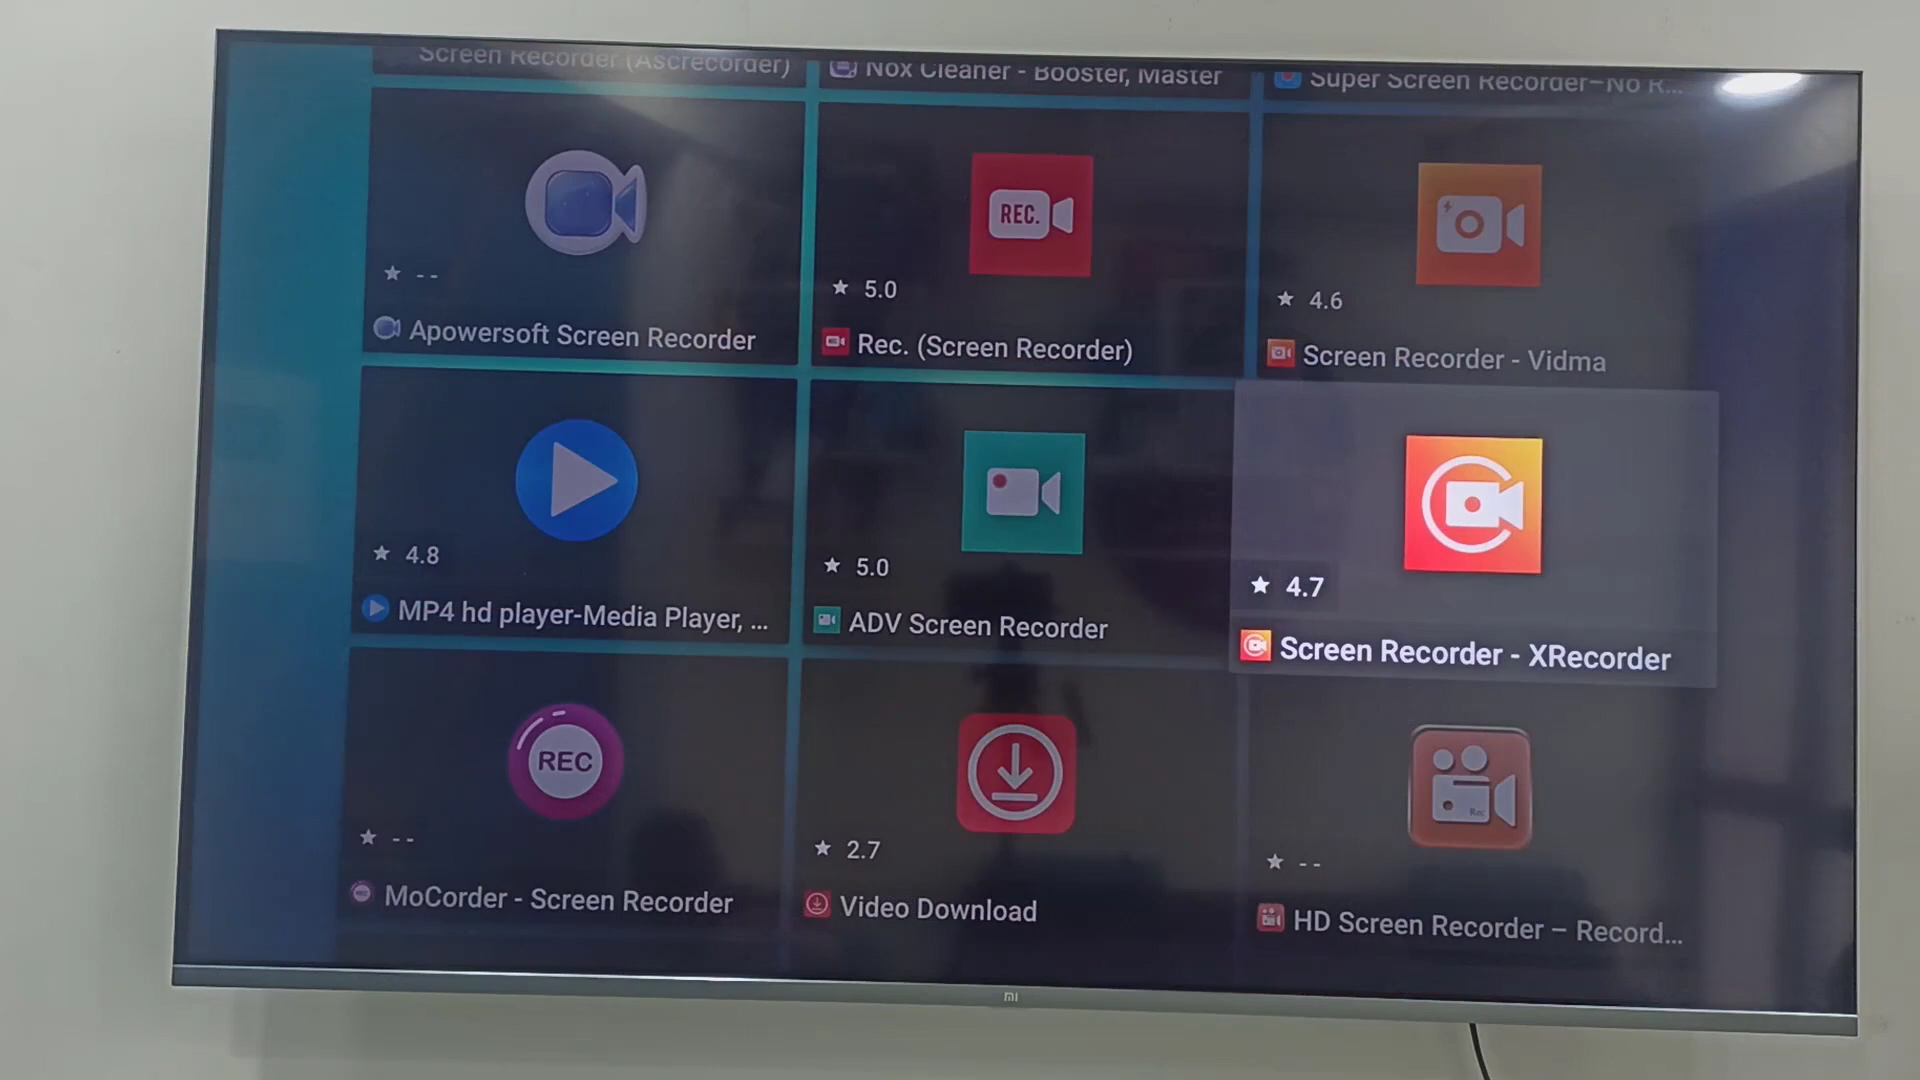 Screen Recorder (Ascrecorder)
Nox Cleaner - Booster, Master
Super Screen Recorder–No R...
REC.
★ --
★ 5.0
★ 4.6
Apowersoft Screen Recorder
Rec. (Screen Recorder)
Screen Recorder - Vidma
★ 4.8
★ 5.0
★ 4.7
MP4 hd player-Media Player, ...
ADV Screen Recorder
Screen Recorder - XRecorder
REC
Rec
★ --
★ 2.7
★ --
MoCorder - Screen Recorder
Video Download
HD Screen Recorder – Record...
mi